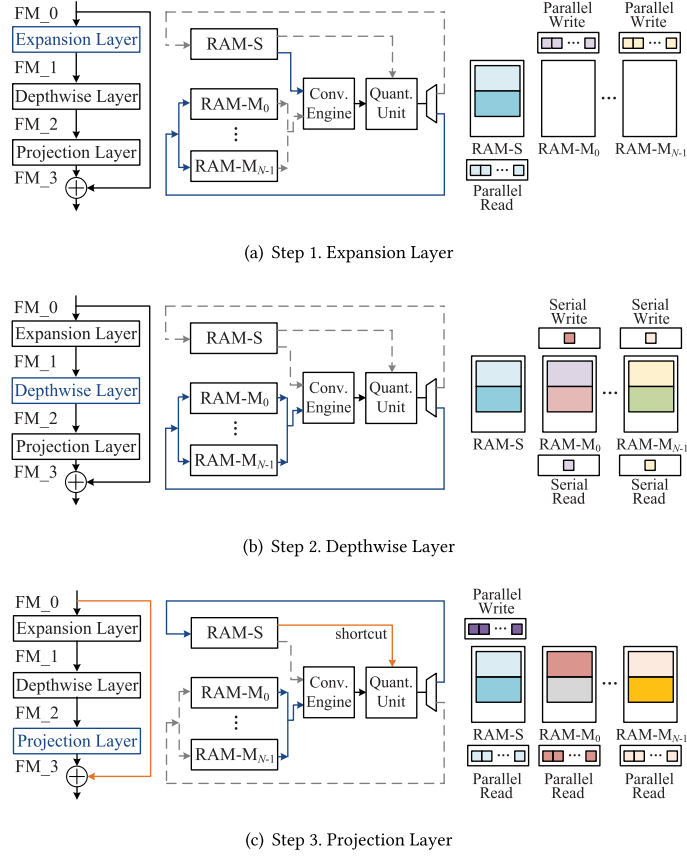 FM_0
Expansion Layer
FM_1
Depthwise Layer
FM_2
Projection Layer
FM_3
RAM-S
RAM-M0
⋮
RAM-MN-1
Conv.
Engine
Quant.
Unit
Parallel
Write
Parallel
Write
...
...
...
RAM-S
RAM-M0
RAM-MN-1
...
Parallel
Read
(a) Step 1. Expansion Layer
FM_0
Expansion Layer
FM_1
Depthwise Layer
FM_2
Projection Layer
FM_3
RAM-S
RAM-M0
⋮
RAM-MN-1
Conv.
Engine
Quant.
Unit
Serial
Write
Serial
Write
...
RAM-S
RAM-M0
RAM-MN-1
Serial
Read
Serial
Read
(b) Step 2. Depthwise Layer
FM_0
Expansion Layer
FM_1
Depthwise Layer
FM_2
Projection Layer
FM_3
RAM-S
shortcut
RAM-M0
⋮
RAM-MN-1
Conv.
Engine
Quant.
Unit
Parallel
Write
...
...
RAM-S
RAM-M0
RAM-MN-1
...
...
...
Parallel
Read
Parallel
Read
Parallel
Read
(c) Step 3. Projection Layer